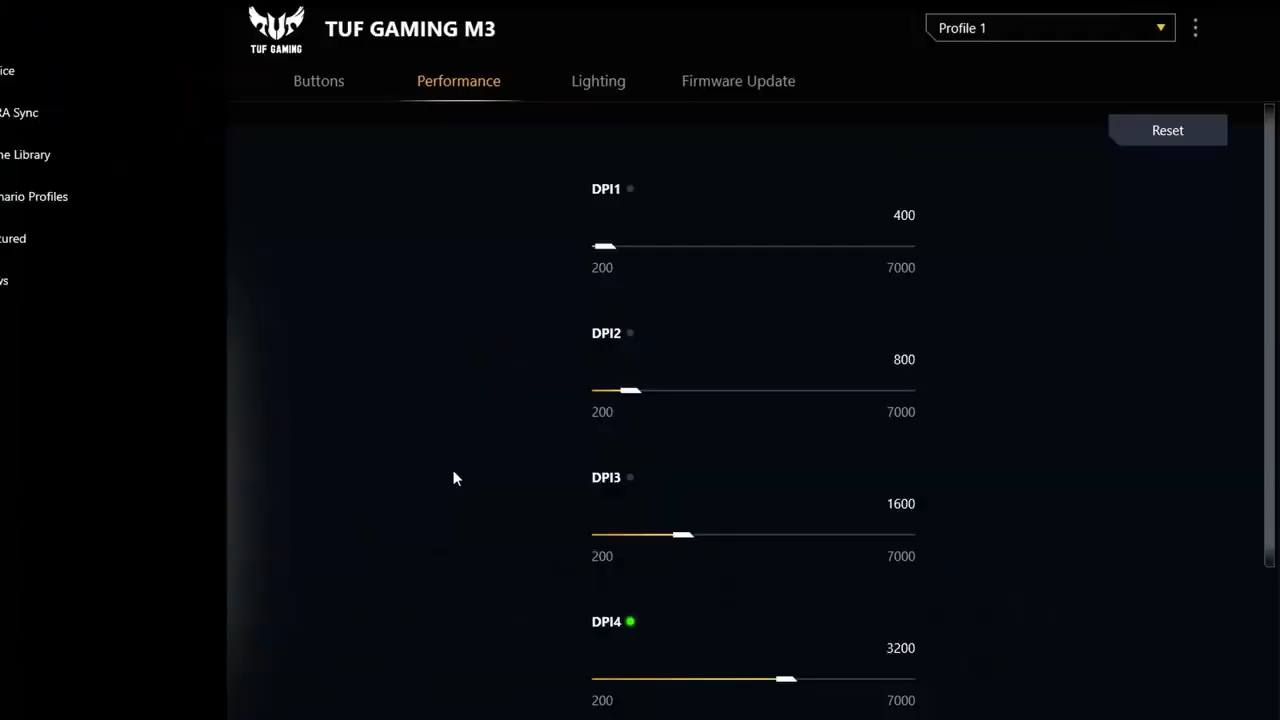 TUF GAMING
TUF GAMING M3
Profile 1
Buttons
Performance
Lighting
Firmware Update
Reset
ice
RA Sync
ne Library
nario Profiles
tured
ws
DPI1
400
200
7000
DPI2
800
200
7000
DPI3
1600
200
7000
DPI4
3200
200
7000